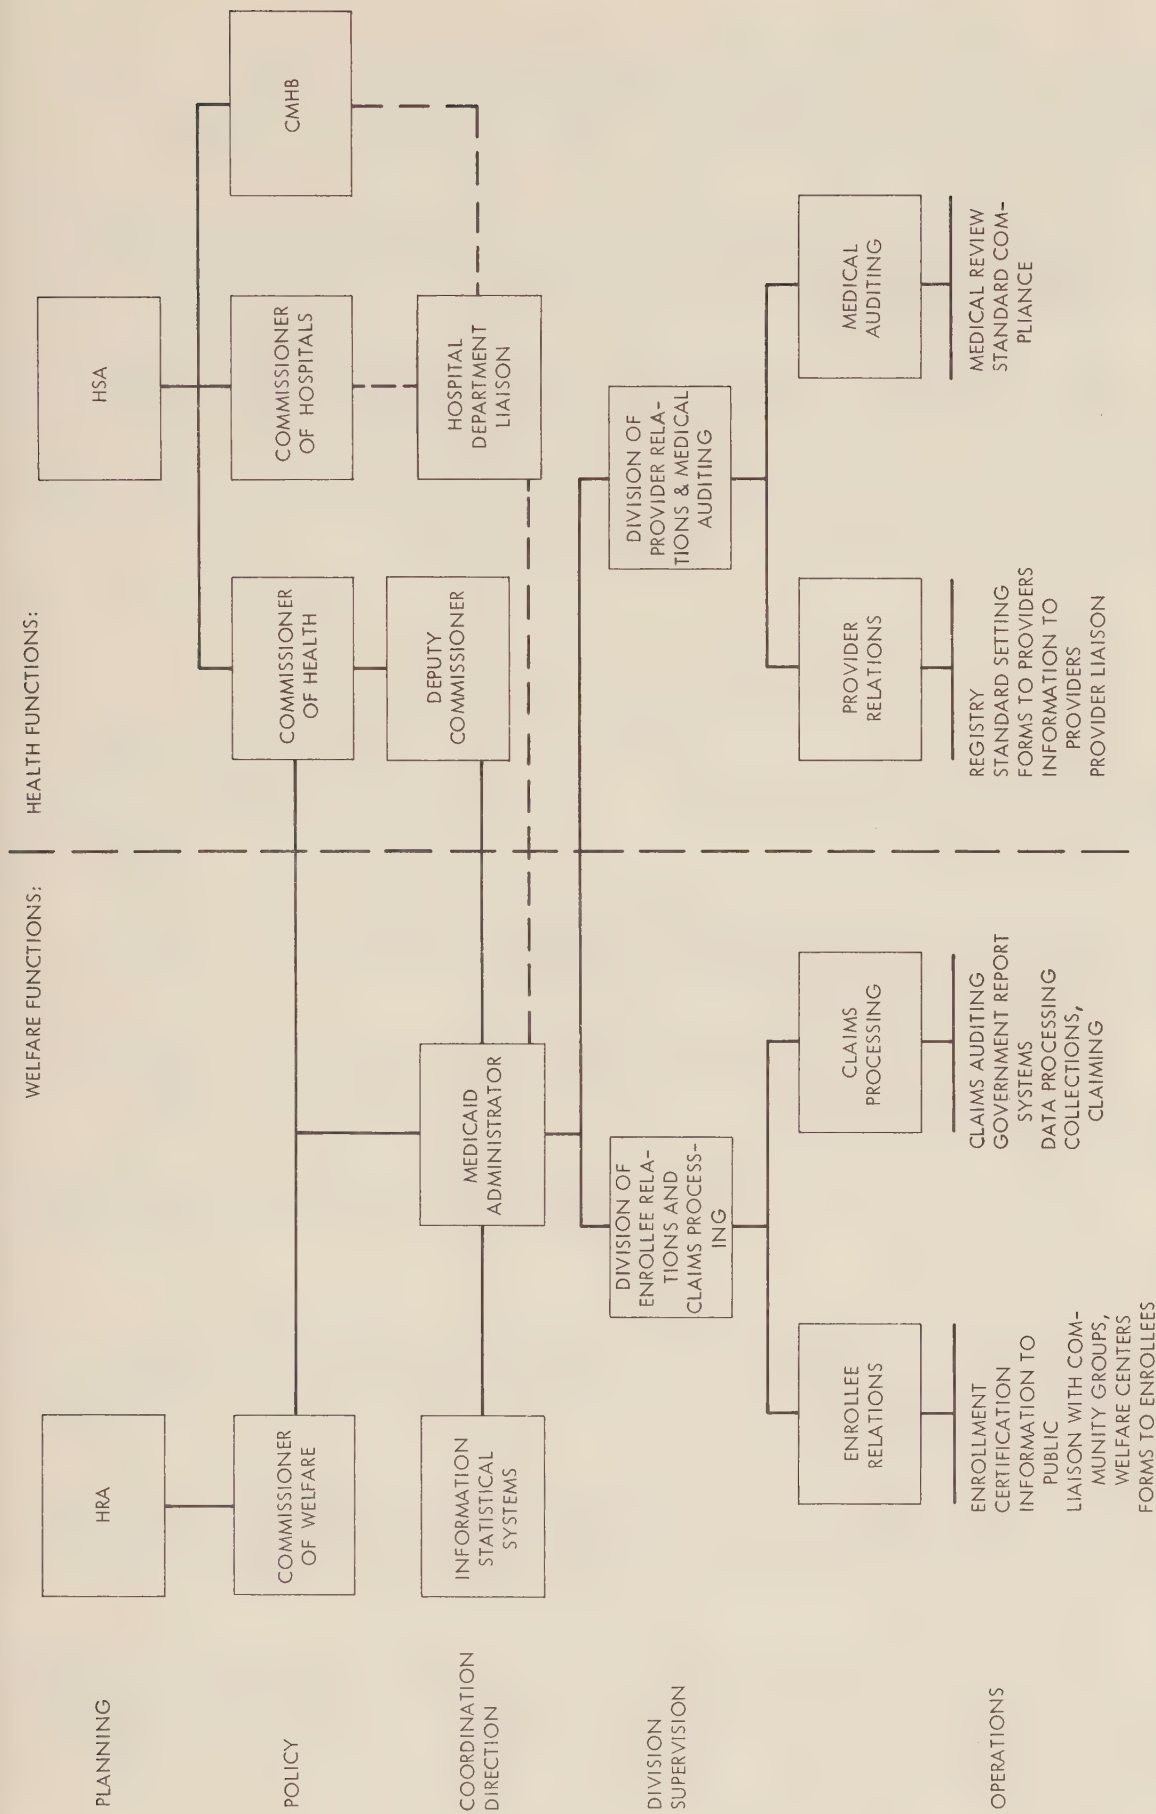 WELFARE FUNCTIONS:
HEALTH FUNCTIONS:
PLANNING
HRA
HSA
POLICY
COMMISSIONER
OF WELFARE
COMMISSIONER
OF HEALTH
COMMISSIONER
OF HOSPITALS
CMHB
COORDINATION
DIRECTION
INFORMATION
STATISTICAL
SYSTEMS
MEDICAID
ADMINISTRATOR
DEPUTY
COMMISSIONER
HOSPITAL
DEPARTMENT
LIAISON
DIVISION
SUPERVISION
DIVISION OF
ENROLLEE RELA-
TIONS AND
CLAIMS PROCESS-
ING
DIVISION OF
PROVIDER RELA-
TIONS & MEDICAL
AUDITING
OPERATIONS
ENROLLEE
RELATIONS
ENROLLMENT
CERTIFICATION
INFORMATION TO
PUBLIC
LIAISON WITH COM-
MUNITY GROUPS,
WELFARE CENTERS
FORMS TO ENROLLEES
CLAIMS
PROCESSING
CLAIMS AUDITING
GOVERNMENT REPORT
SYSTEMS
DATA PROCESSING
COLLECTIONS,
CLAIMING
PROVIDER
RELATIONS
REGISTRY
STANDARD SETTING
FORMS TO PROVIDERS
INFORMATION TO
PROVIDERS
PROVIDER LIAISON
MEDICAL
AUDITING
MEDICAL REVIEW
STANDARD COM-
PLIANCE